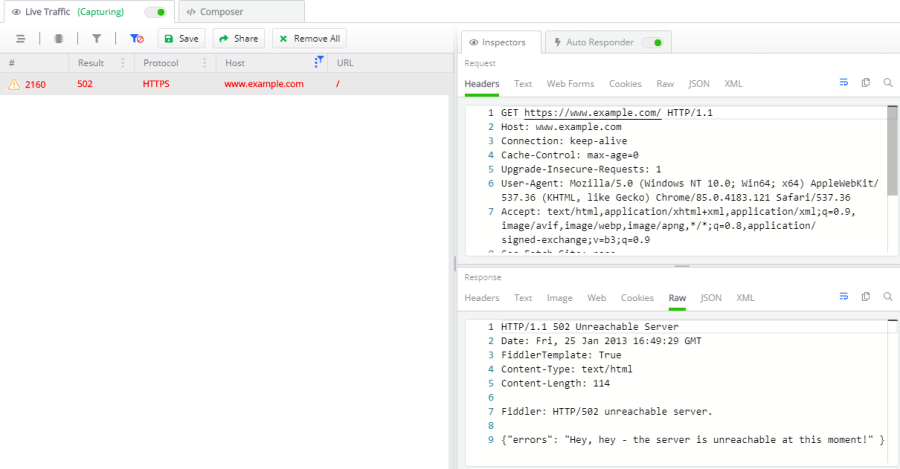 Live Traffic (Capturing)
Composer
Save
Share
Remove All
# Result Protocol Host URL
2160 502 HTTPS www.example.com /
Inspectors
Auto Responder
Request
Headers Text Web Forms Cookies Raw JSON XML
1 GET https://www.example.com/ HTTP/1.1
2 Host: www.example.com
3 Connection: keep-alive
4 Cache-Control: max-age=0
5 Upgrade-Insecure-Requests: 1
6 User-Agent: Mozilla/5.0 (Windows NT 10.0; Win64; x64) AppleWebKit/
537.36 (KHTML, like Gecko) Chrome/85.0.4183.121 Safari/537.36
7 Accept: text/html,application/xhtml+xml,application/xml;q=0.9,
image/avif,image/webp,image/apng,*/*;q=0.8,application/
signed-exchange;v=b3;q=0.9
Response
Headers Text Image Web Cookies Raw JSON XML
1 HTTP/1.1 502 Unreachable Server
2 Date: Fri, 25 Jan 2013 16:49:29 GMT
3 FiddlerTemplate: True
4 Content-Type: text/html
5 Content-Length: 114
6
7 Fiddler: HTTP/502 unreachable server.
8
9 {"errors": "Hey, hey - the server is unreachable at this moment!" }